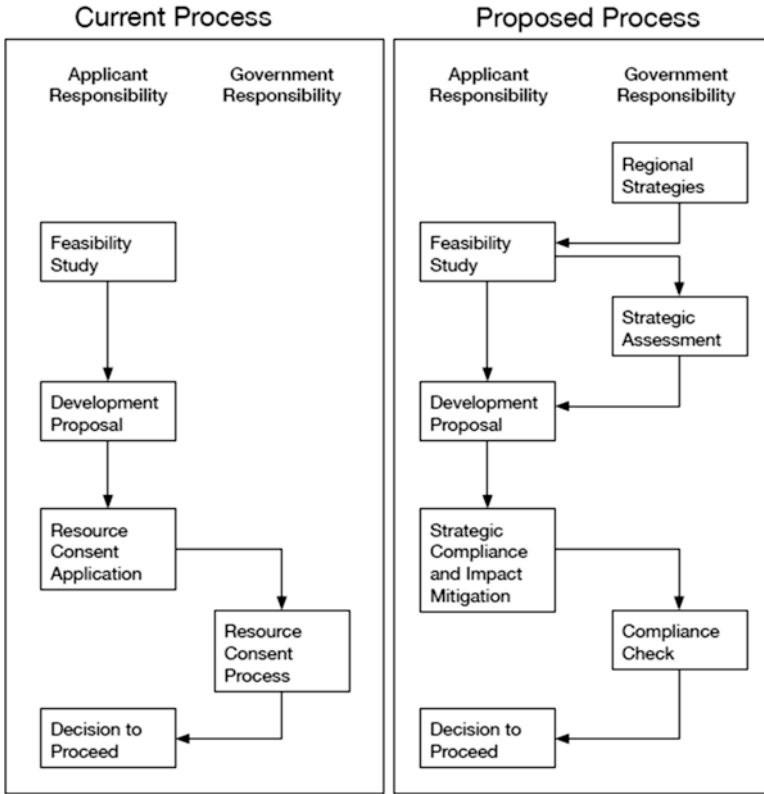 Current Process
Applicant
Responsibility
Government
Responsibility
Feasibility
Study
Development
Proposal
Resource
Consent
Application
Resource
Consent
Process
Decision to
Proceed
Proposed Process
Applicant
Responsibility
Government
Responsibility
Regional
Strategies
Feasibility
Study
Strategic
Assessment
Development
Proposal
Strategic
Compliance
and Impact
Mitigation
Compliance
Check
Decision to
Proceed